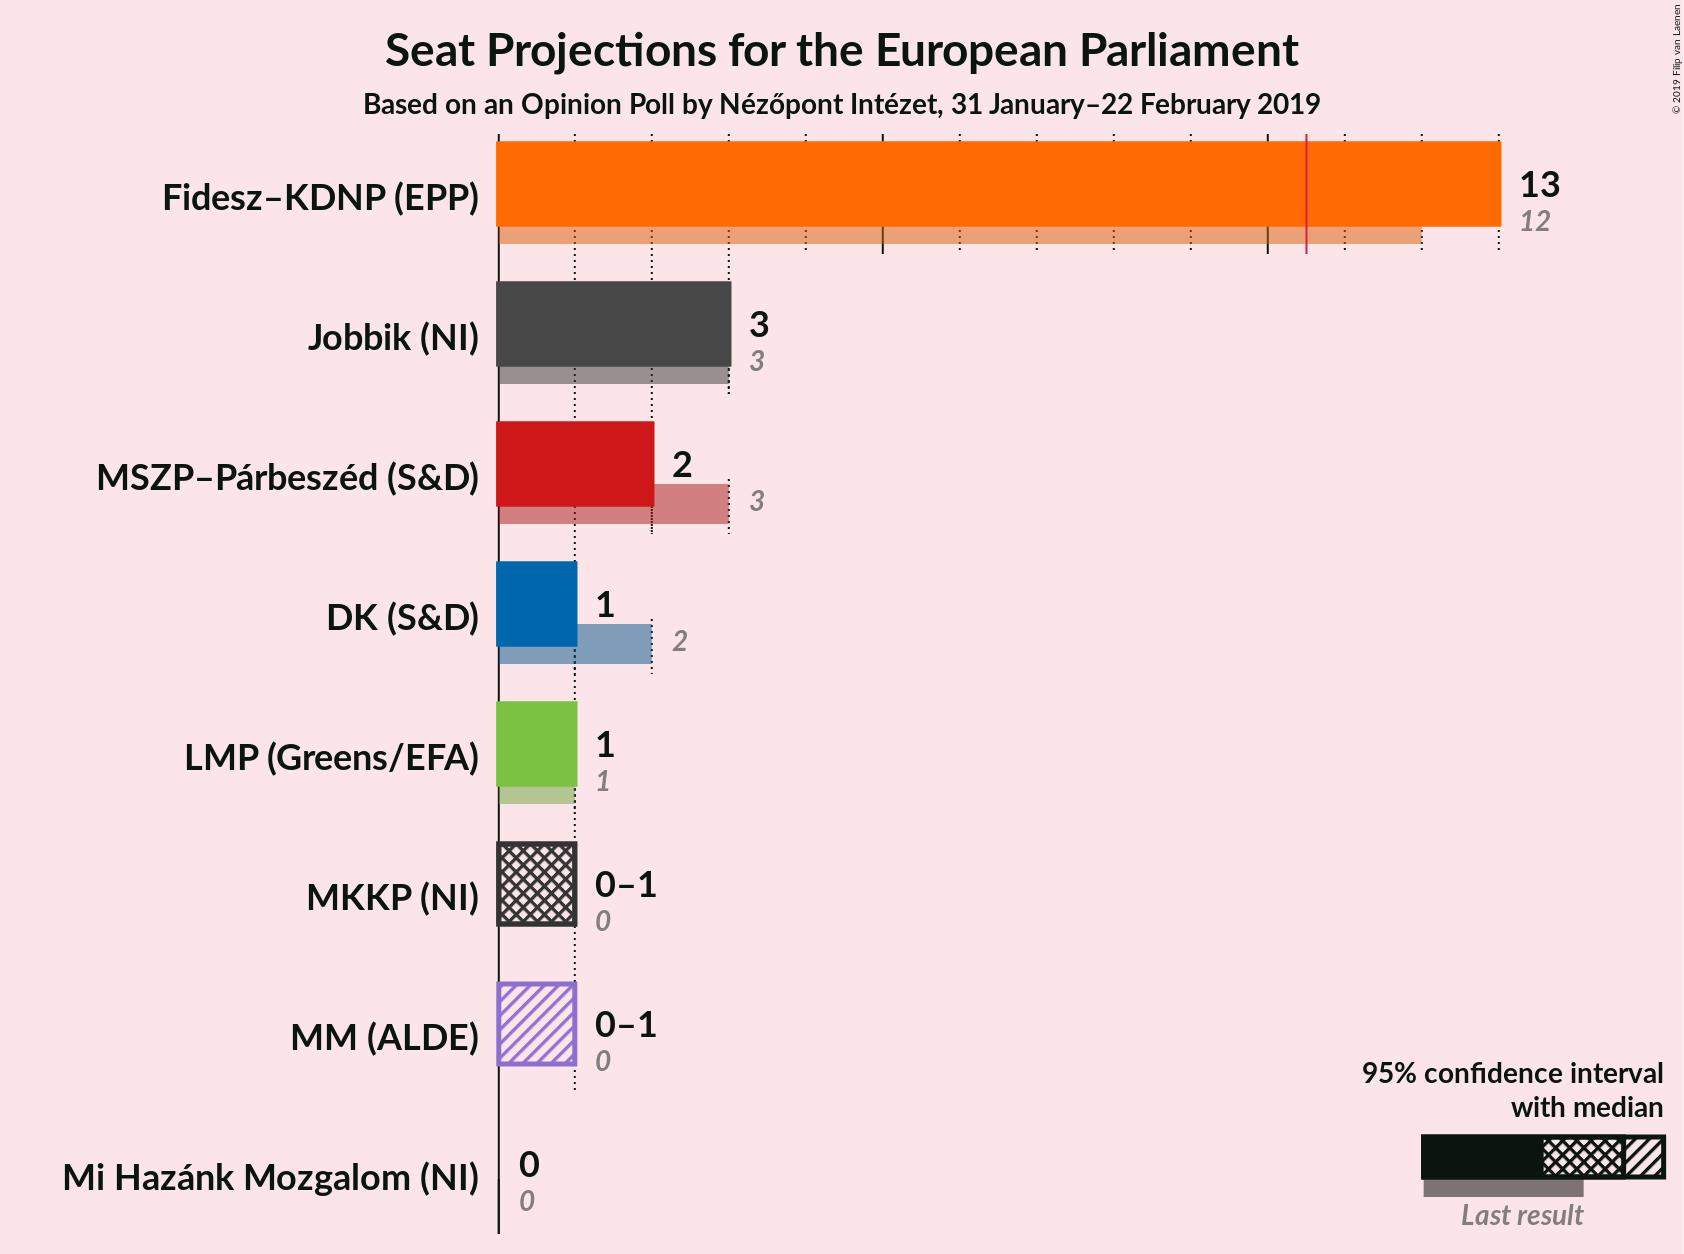 Seat Projections for the European Parliament
Based on an Opinion Poll by Nézőpont Intézet, 31 January–22 February 2019
© 2019 Filip van Laenen
Fidesz–KDNP (EPP)
13
12
Jobbik (NI)
3
3
MSZP–Párbeszéd (S&D)
2
3
DK (S&D)
1
2
LMP (Greens/EFA)
1
1
MKKP (NI)
0–1
0
MM (ALDE)
0–1
0
Mi Hazánk Mozgalom (NI)
0
0
95% confidence interval
with median
Last result